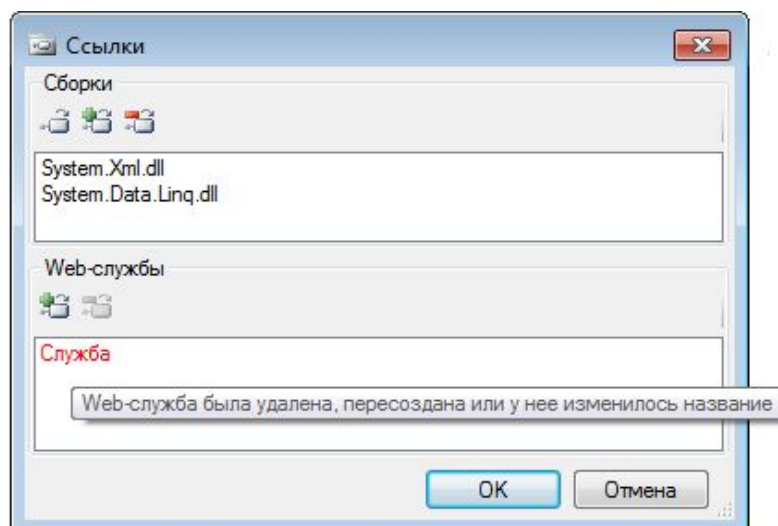 Ссылки
Сборки
System.Xml.dll
System.Data.Linq.dll
Web-службы
Служба
Web-служба была удалена, пересоздана или у нее изменилось название
OK
Отмена